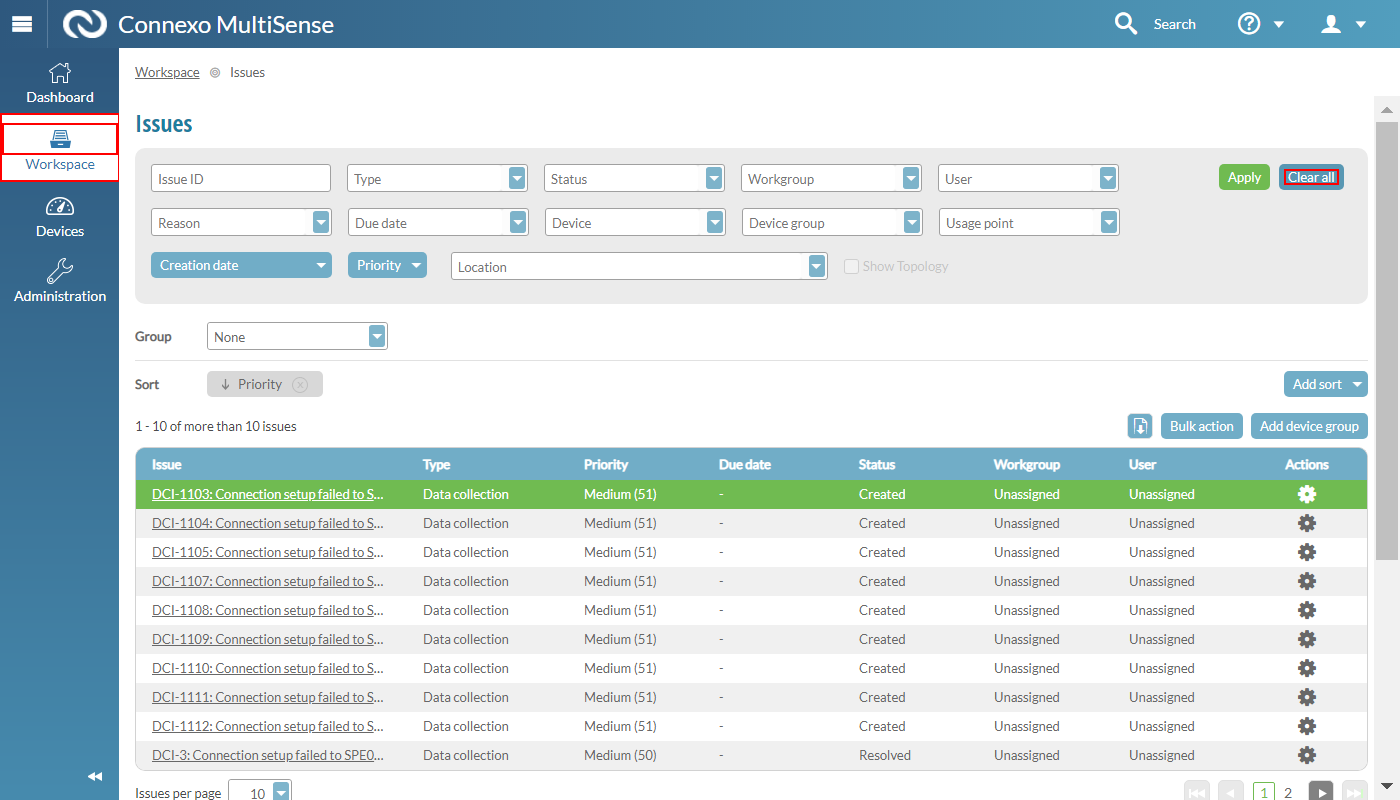 Connexo MultiSense Search
Dashboard
Workspace
Devices
Administration
Workspace Issues
Issues
Issue ID Type Status Workgroup User Apply Clear all
Reason Due date Device Device group Usage point
Creation date Priority Location Show Topology
Group None
Sort Priority Add sort
1 - 10 of more than 10 issues Bulk action Add device group
Issue Type Priority Due date Status Workgroup User Actions
DCI-1103: Connection setup failed to S... Data collection Medium (51) - Created Unassigned Unassigned
DCI-1104: Connection setup failed to S... Data collection Medium (51) - Created Unassigned Unassigned
DCI-1105: Connection setup failed to S... Data collection Medium (51) - Created Unassigned Unassigned
DCI-1107: Connection setup failed to S... Data collection Medium (51) - Created Unassigned Unassigned
DCI-1108: Connection setup failed to S... Data collection Medium (51) - Created Unassigned Unassigned
DCI-1109: Connection setup failed to S... Data collection Medium (51) - Created Unassigned Unassigned
DCI-1110: Connection setup failed to S... Data collection Medium (51) - Created Unassigned Unassigned
DCI-1111: Connection setup failed to S... Data collection Medium (51) - Created Unassigned Unassigned
DCI-1112: Connection setup failed to S... Data collection Medium (51) - Created Unassigned Unassigned
DCI-3: Connection setup failed to SPE0... Data collection Medium (50) - Resolved Unassigned Unassigned
Issues per page 10 1 2